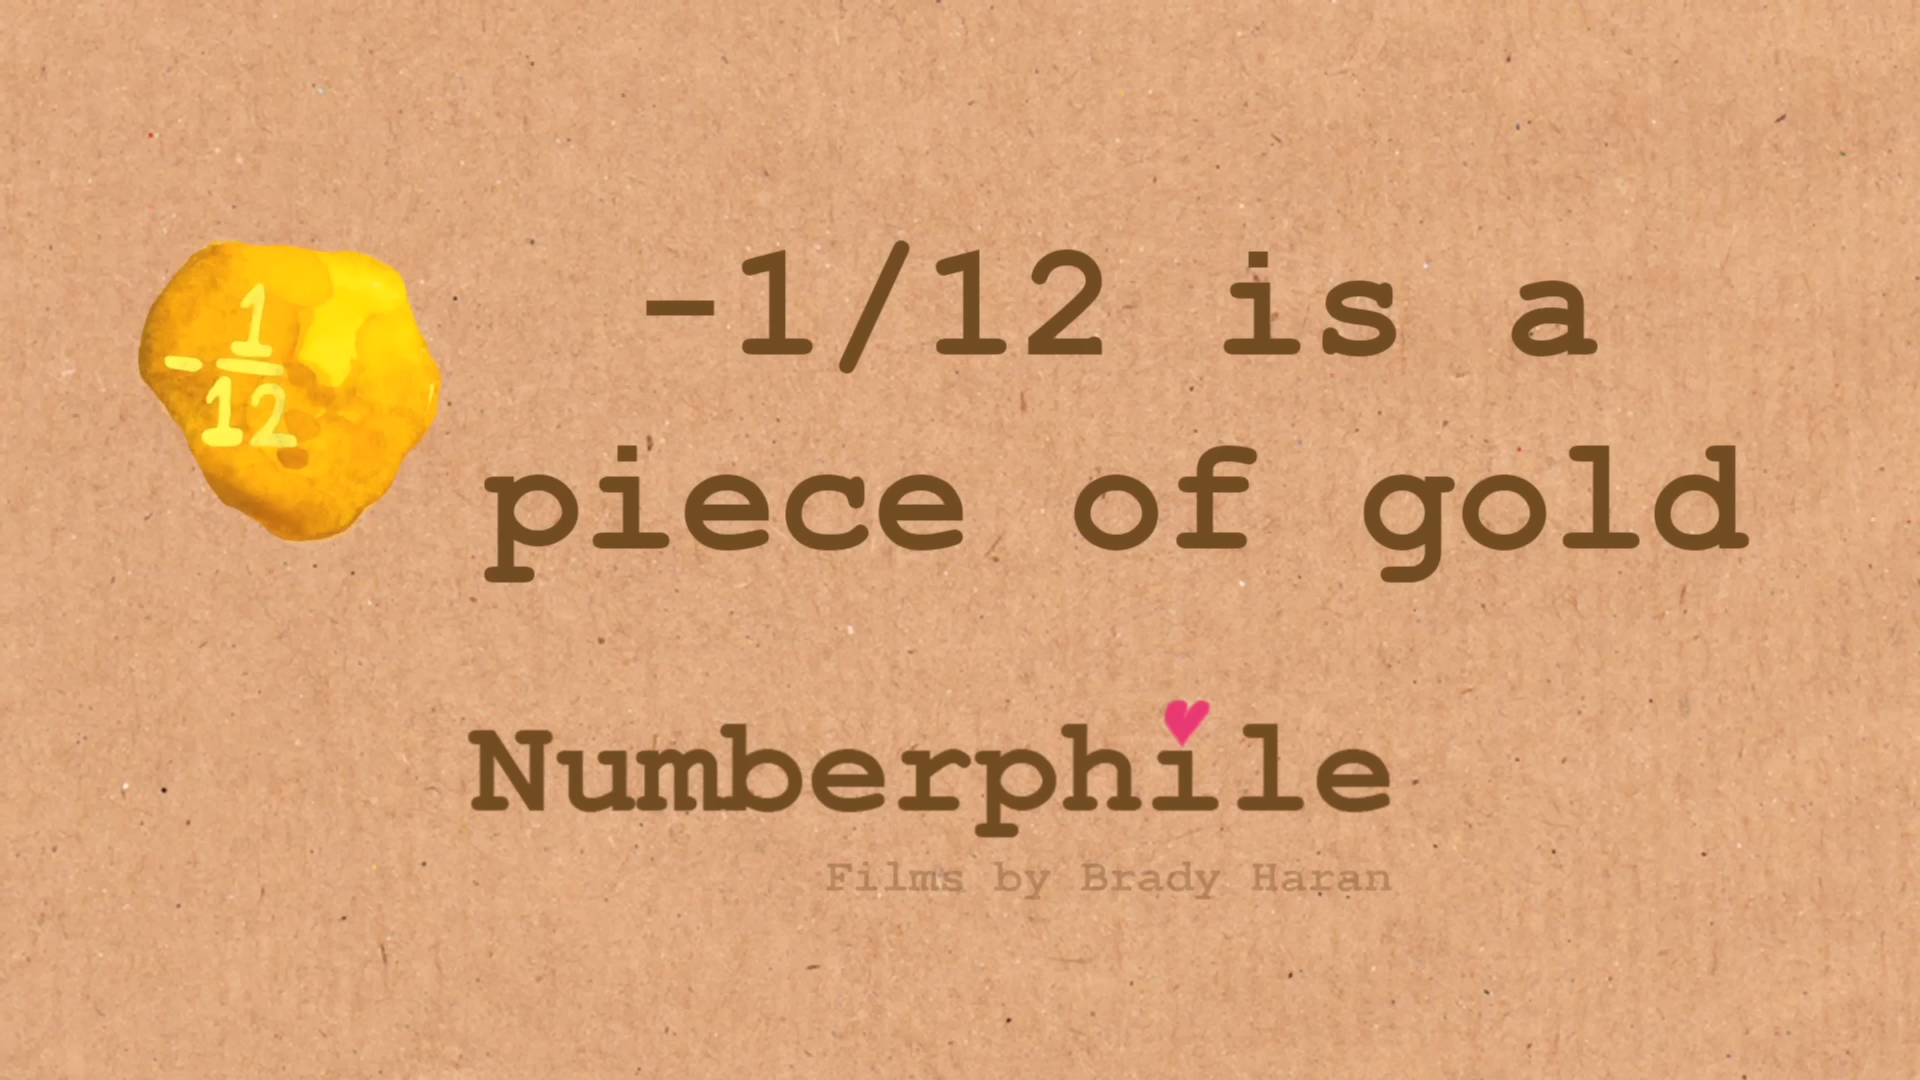 -1/12
-1/12 is a
piece of gold
Numberphile
Films by Brady Haran